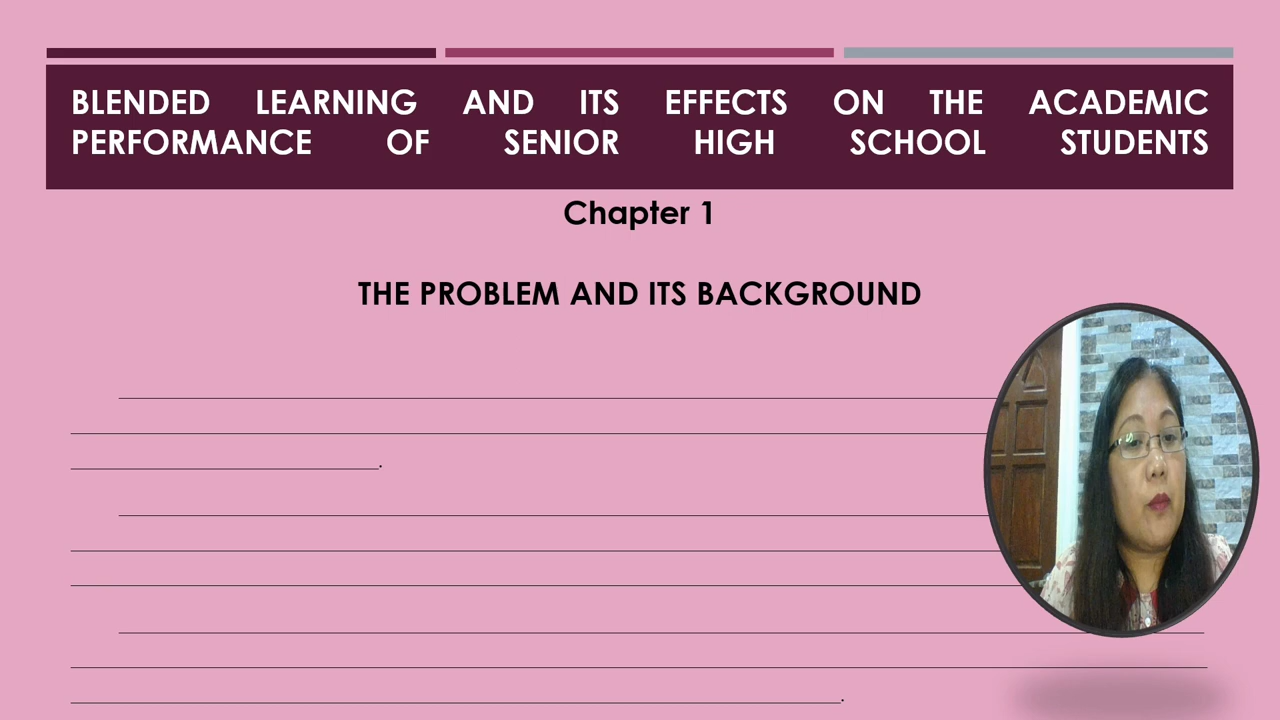 BLENDED LEARNING AND ITS EFFECTS ON THE ACADEMIC
PERFORMANCE OF SENIOR HIGH SCHOOL STUDENTS
Chapter 1
THE PROBLEM AND ITS BACKGROUND